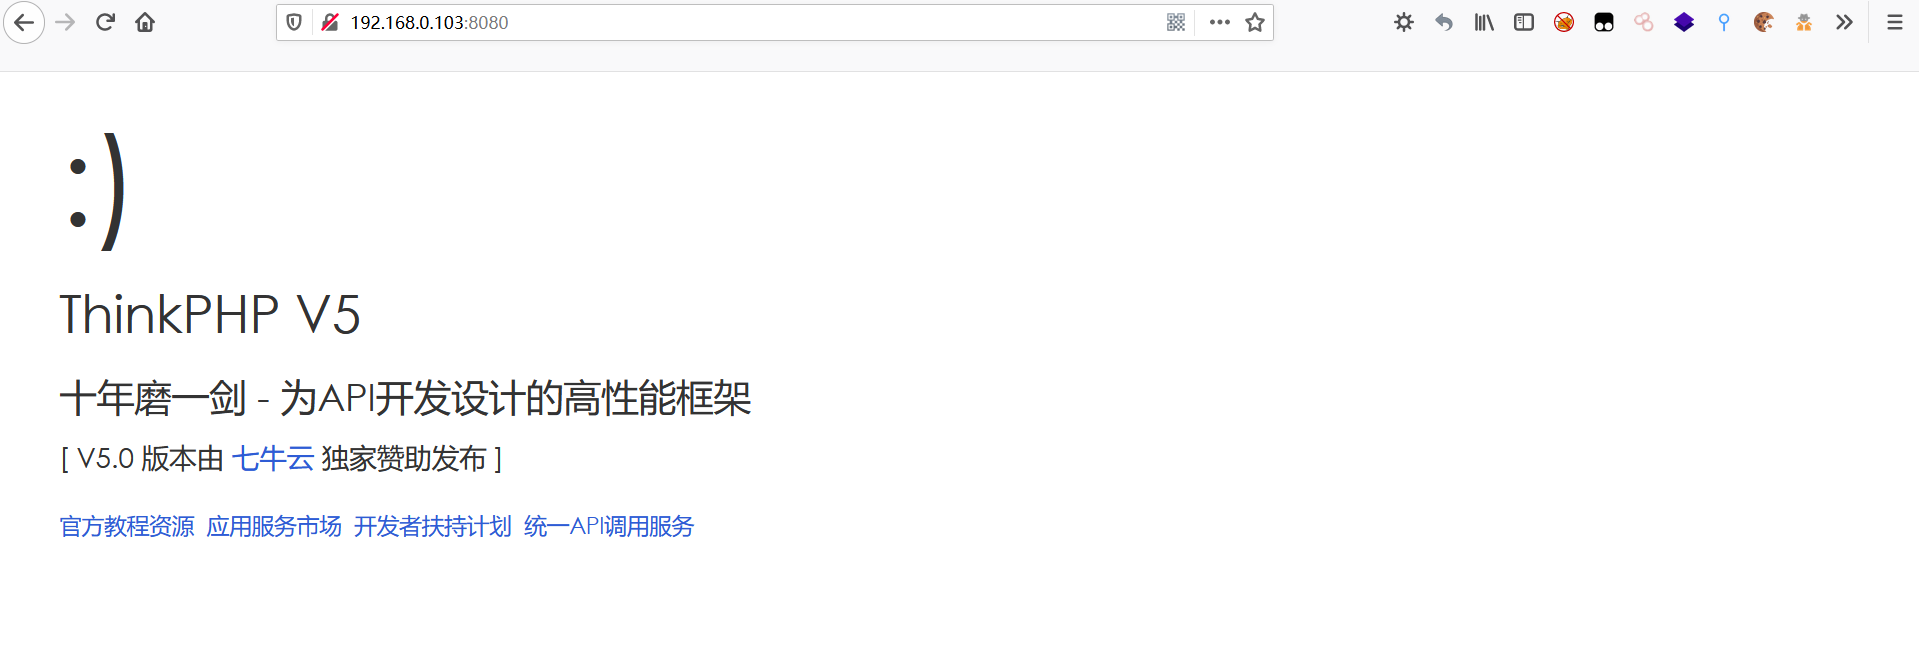 192.168.0.103:8080
:)
ThinkPHP V5
十年磨一剑 - 为API开发设计的高性能框架
[ V5.0 版本由 七牛云 独家赞助发布 ]
官方教程资源 应用服务市场 开发者扶持计划 统一API调用服务